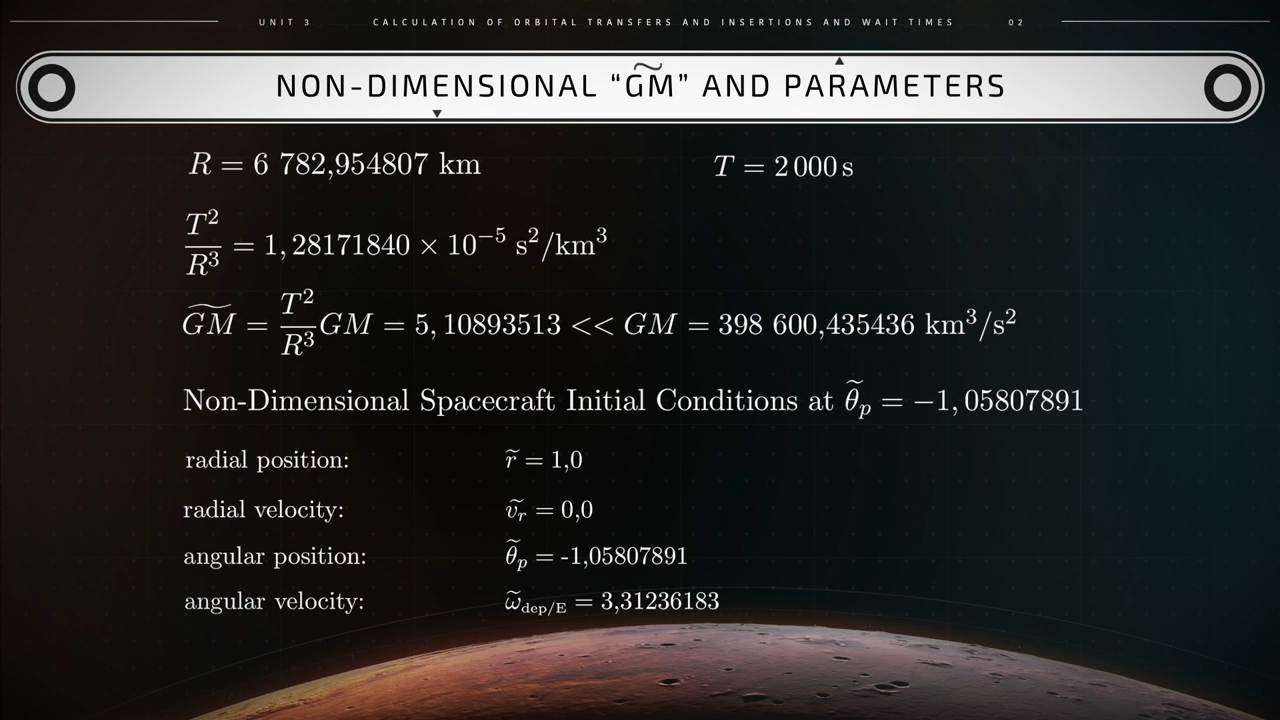 UNIT 3 CALCULATION OF ORBITAL TRANSFERS AND INSERTIONS AND WAIT TIMES 02
NON-DIMENSIONAL “G͠M” AND PARAMETERS
R = 6 782,954807 km T = 2 000 s
T²/R³ = 1, 28171840 × 10⁻⁵ s²/km³
G͠M = T²/R³ GM = 5, 10893513 << GM = 398 600,435436 km³/s²
Non-Dimensional Spacecraft Initial Conditions at θ̃ₚ = −1, 05807891
radial position: r̃ = 1,0
radial velocity: ṽᵣ = 0,0
angular position: θ̃ₚ = -1,05807891
angular velocity: ω̃dep/E = 3,31236183